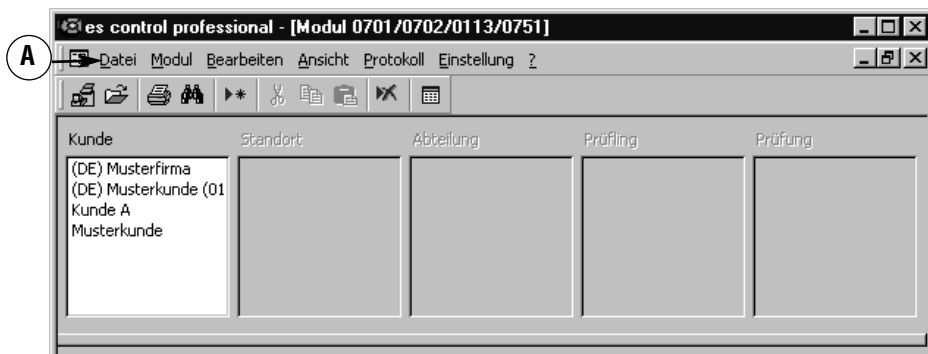 es control professional - [Modul 0701/0702/0113/0751]
A
Datei Modul Bearbeiten Ansicht Protokoll Einstellung ?
Kunde Standort Abteilung Prüfling Prüfung
(DE) Musterfirma
(DE) Musterkunde (01
Kunde A
Musterkunde